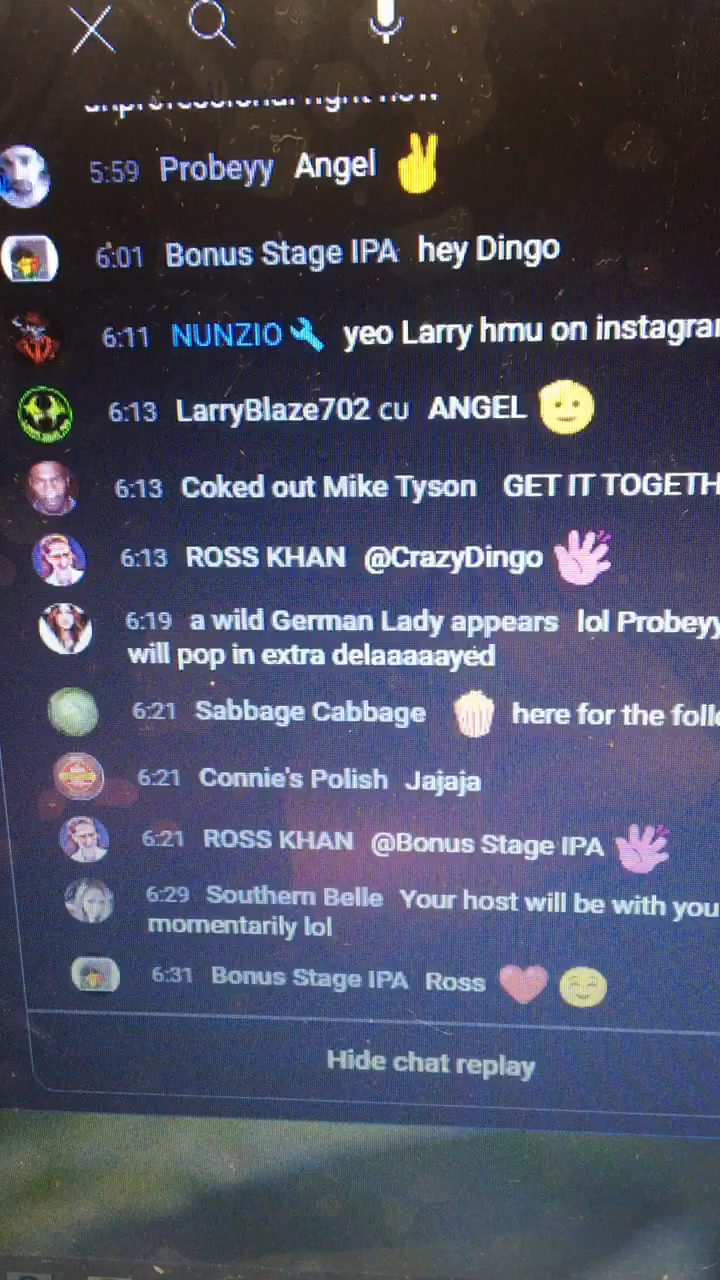 right now
5:59 Probeyy Angel ✌
6:01 Bonus Stage IPA hey Dingo
6:11 NUNZIO yeo Larry hmu on
6:13 LarryBlaze702 cu ANGEL
6:13 Coked out Mike Tyson GET IT
6:13 ROSS KHAN @CrazyDingo
6:19 a wild German Lady appears lol Probeyy
will pop in extra delaaaaayed
6:21 Sabbage Cabbage 🍿 here for the
6:21 Connie's Polish Jajaja
6:21 ROSS KHAN @Bonus Stage IPA
6:29 Southern Belle Your host will be with you
momentarily lol
6:31 Bonus Stage IPA Ross ❤️ ☺️
Hide chat replay